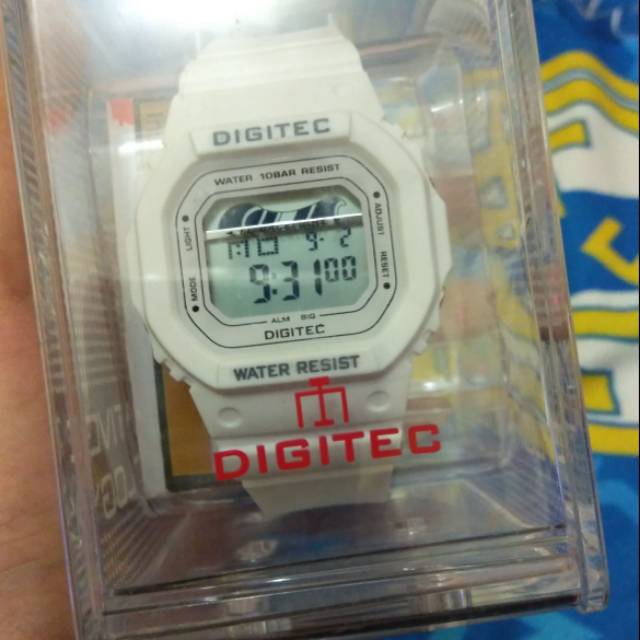 DIGITEC
WATER 10BAR RESIST
LIGHT
ADJUST
MODE
RESET
9- 2
9:31 00
ALM SIG
DIGITEC
WATER RESIST
DIGITEC